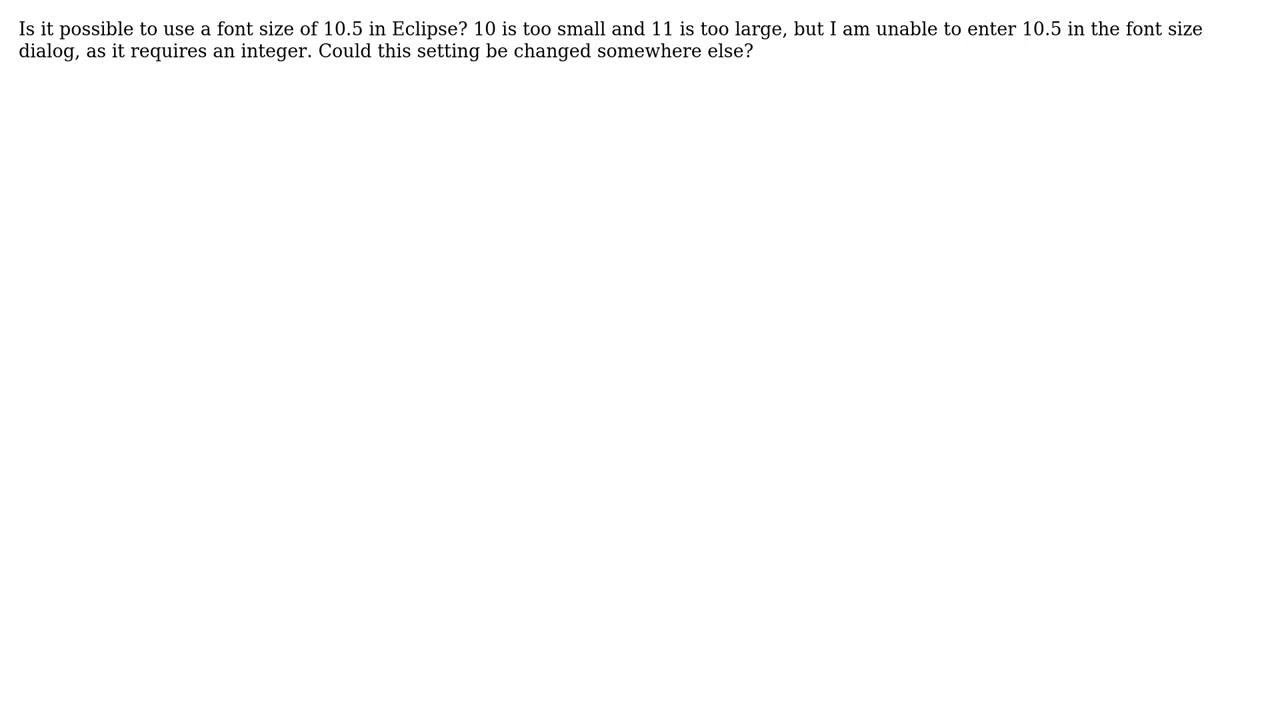 Is it possible to use a font size of 10.5 in Eclipse? 10 is too small and 11 is too large, but I am unable to enter 10.5 in the font size
dialog, as it requires an integer. Could this setting be changed somewhere else?